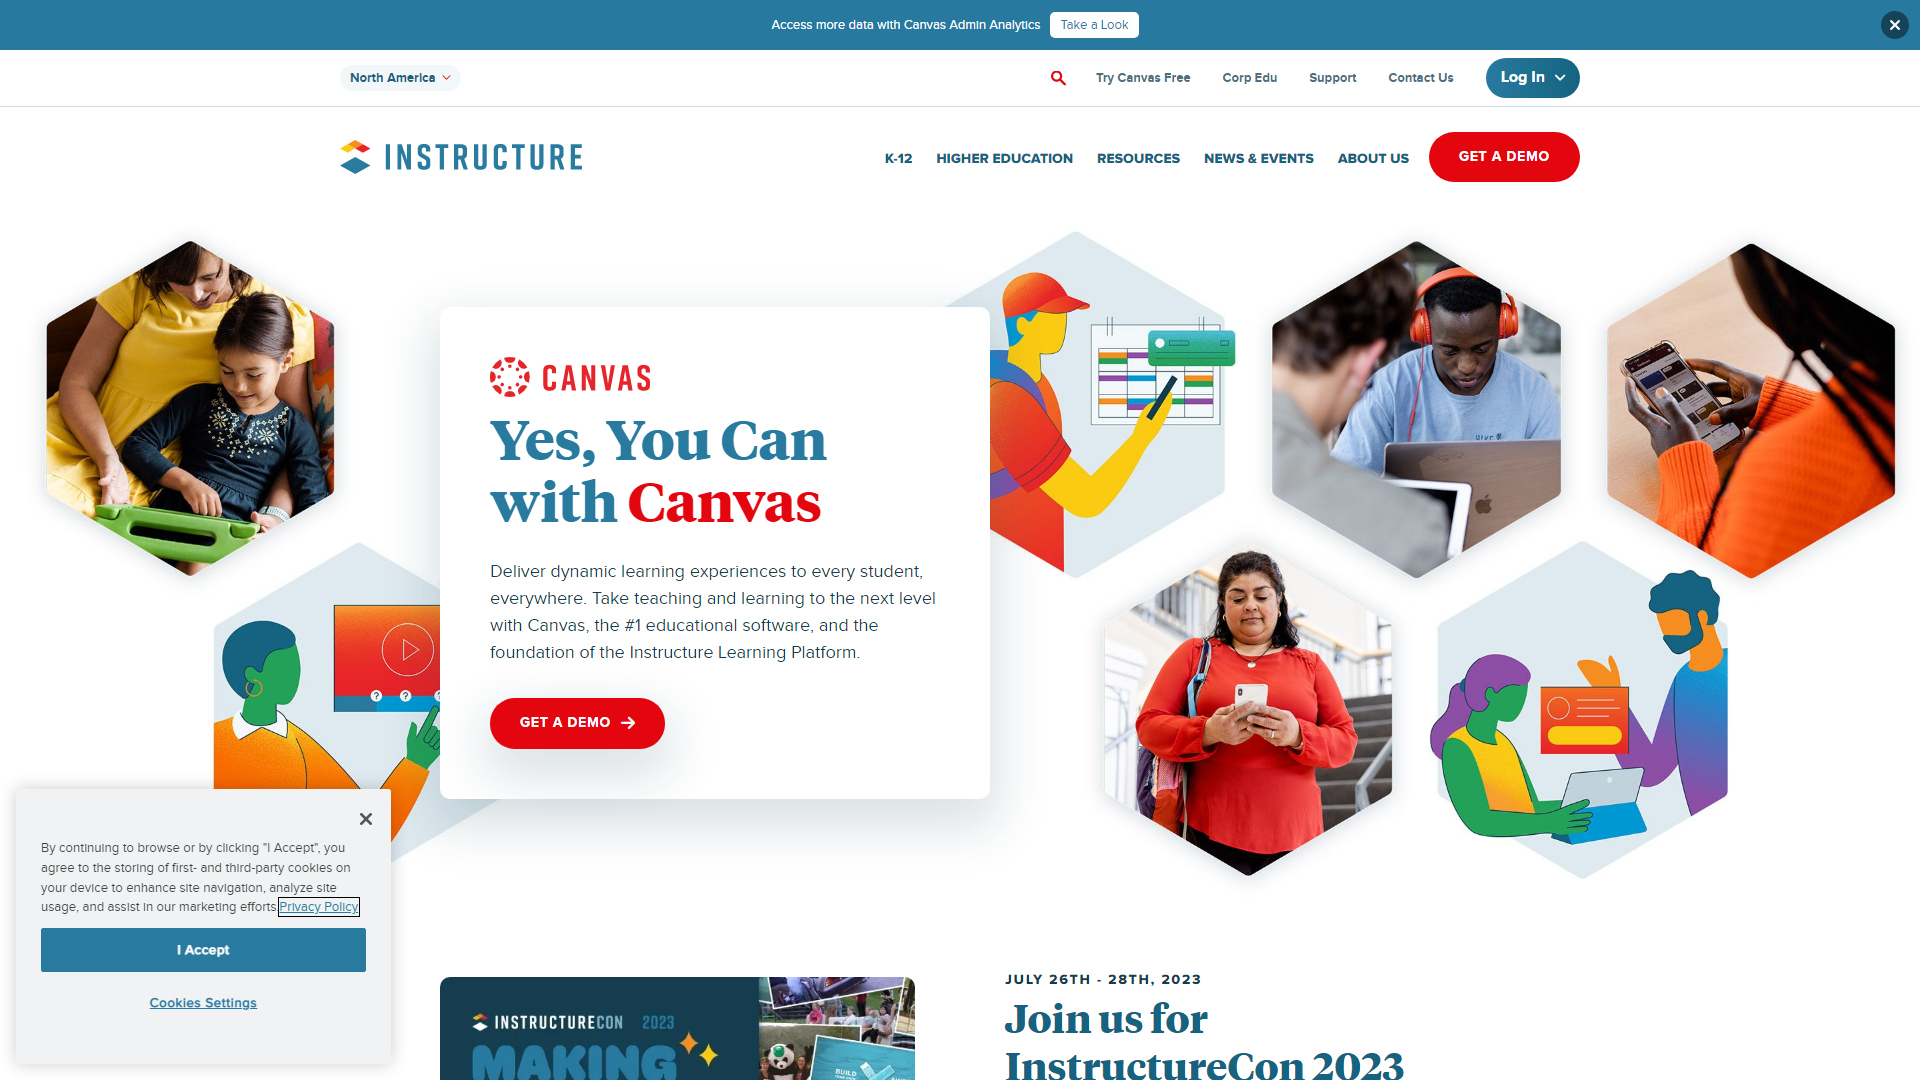 Access more data with Canvas Admin Analytics Take a Look
North America
Try Canvas Free Corp Edu Support Contact Us Log In
INSTRUCTURE
K-12 HIGHER EDUCATION RESOURCES NEWS & EVENTS ABOUT US GET A DEMO
CANVAS
Yes, You Can
with Canvas
Deliver dynamic learning experiences to every student,
everywhere. Take teaching and learning to the next level
with Canvas, the #1 educational software, and the
foundation of the Instructure Learning Platform.
GET A DEMO
? ? ?
By continuing to browse or by clicking "I Accept", you
agree to the storing of first- and third-party cookies on
your device to enhance site navigation, analyze site
usage, and assist in our marketing efforts Privacy Policy
I Accept
Cookies Settings
INSTRUCTURECON 2023
MAKING
BUILD
JULY 26TH - 28TH, 2023
Join us for
InstructureCon 2023